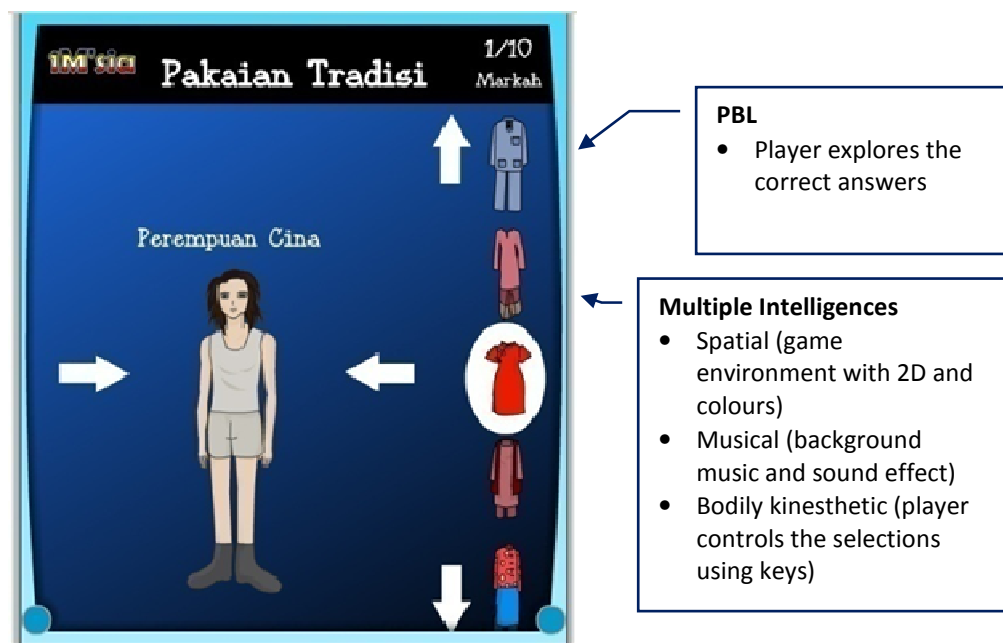 1M'sia
Pakaian Tradisi
1/10
Markah
Perempuan Cina
PBL
• Player explores the
correct answers
Multiple Intelligences
• Spatial (game
environment with 2D and
colours)
• Musical (background
music and sound effect)
• Bodily kinesthetic (player
controls the selections
using keys)